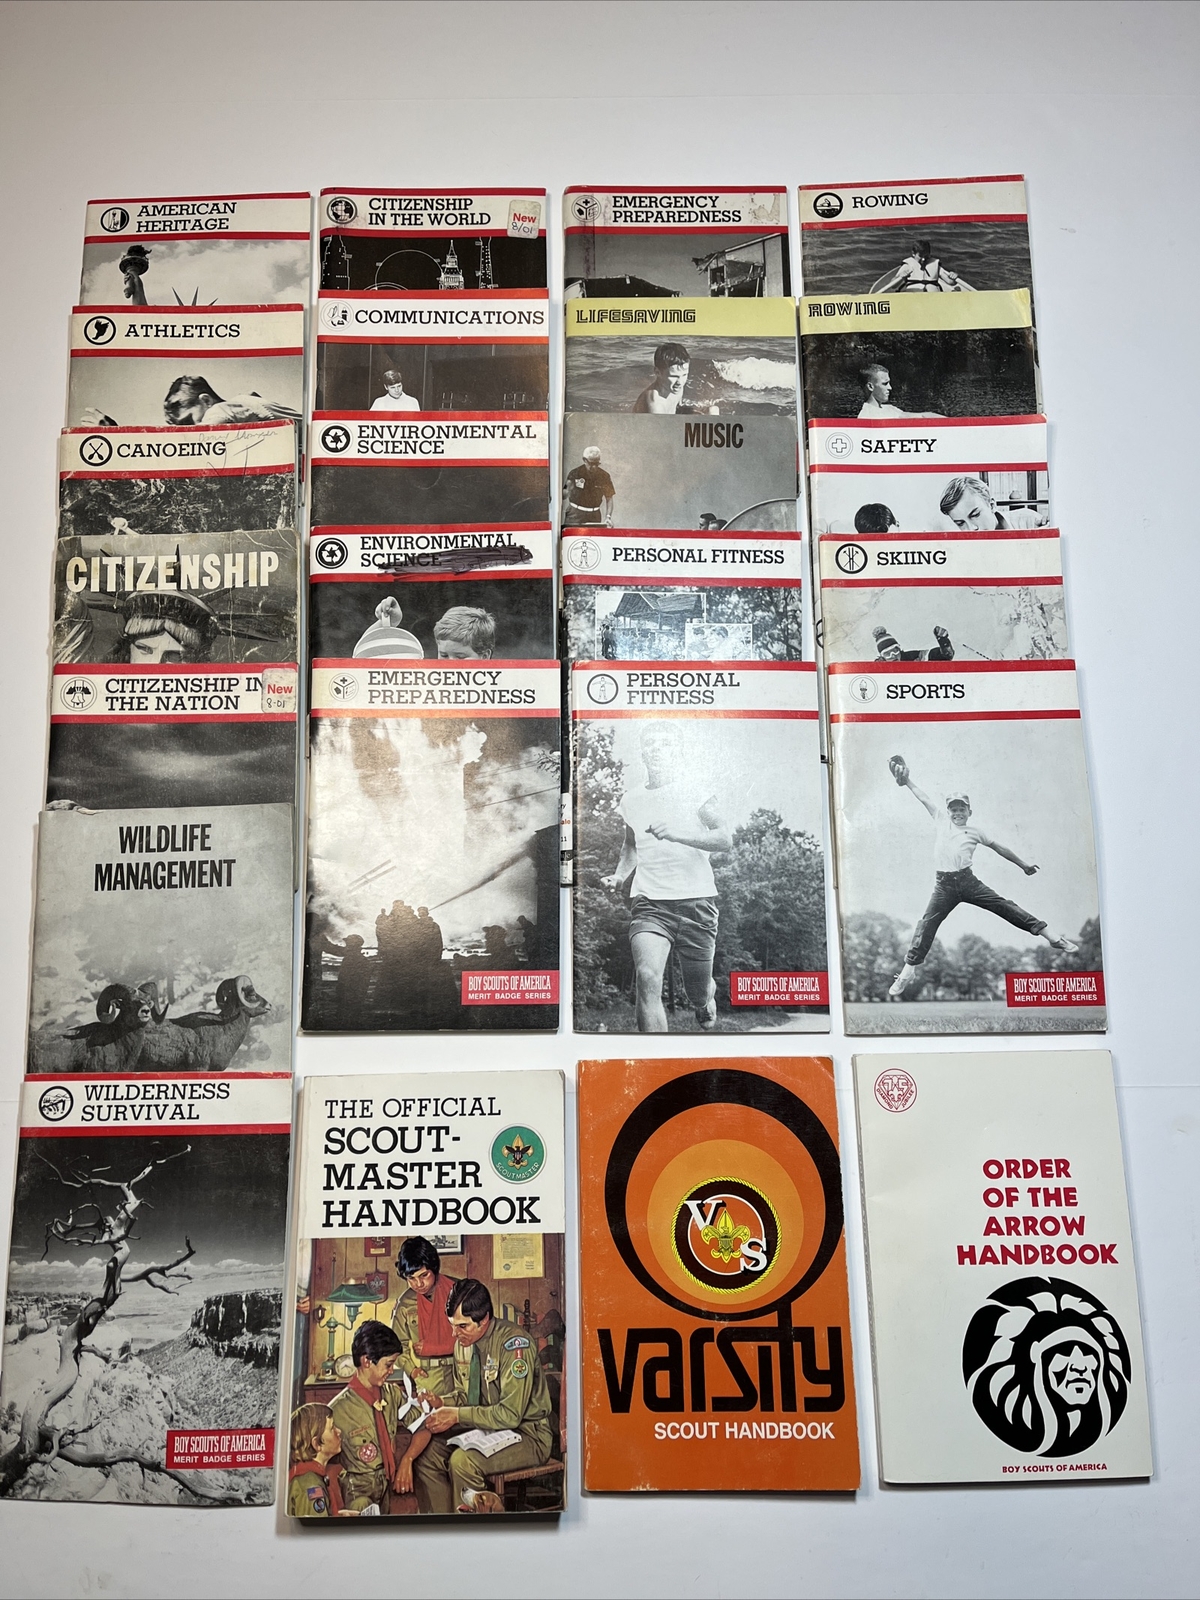 AMERICAN
HERITAGE
ATHLETICS
CANOEING
CITIZENSHIP
CITIZENSHIP IN
THE NATION
New
8-01
WILDLIFE
MANAGEMENT
WILDERNESS
SURVIVAL
BOY SCOUTS OF AMERICA
MERIT BADGE SERIES
CITIZENSHIP
IN THE WORLD
New
8/01
COMMUNICATIONS
ENVIRONMENTAL
SCIENCE
ENVIRONMENTAL
SCIENCE
EMERGENCY
PREPAREDNESS
BOY SCOUTS OF AMERICA
MERIT BADGE SERIES
EMERGENCY
PREPAREDNESS
LIFESAVING
MUSIC
PERSONAL FITNESS
PERSONAL
FITNESS
BOY SCOUTS OF AMERICA
MERIT BADGE SERIES
ROWING
ROWING
SAFETY
SKIING
SPORTS
BOY SCOUTS OF AMERICA
MERIT BADGE SERIES
THE OFFICIAL
SCOUT-
MASTER
HANDBOOK
SCOUTMASTER
VS
varsity
SCOUT HANDBOOK
ORDER
OF THE
ARROW
HANDBOOK
BOY SCOUTS OF AMERICA